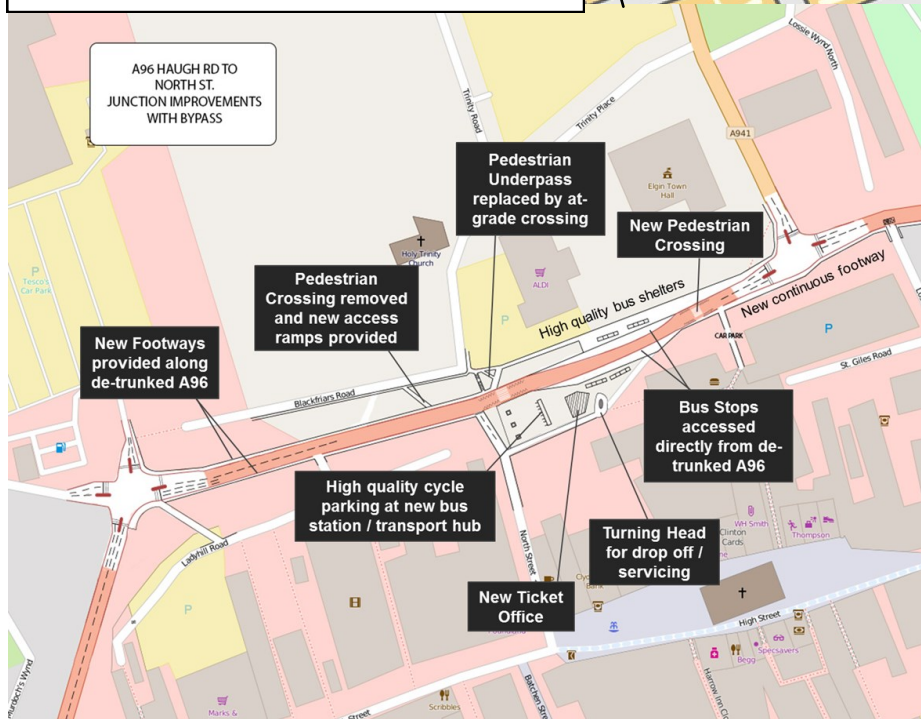 A96 HAUGH RD TO
NORTH ST.
JUNCTION IMPROVEMENTS
WITH BYPASS
Lossie Wynd North
Trinity Road
Trinity Place
A941
Pedestrian
Underpass
replaced by at-
grade crossing
Elgin Town
Hall
New Pedestrian
Crossing
Holy Trinity
Church
P
Tesco's
Car Park
ALDI
Pedestrian
Crossing removed
and new access
ramps provided
P
High quality bus shelters
New continuous footway
CAR PARK
P
St. Giles Road
New Footways
provided along
de-trunked A96
Blackfriars Road
Bus Stops
accessed
directly from de-
trunked A96
High quality cycle
parking at new bus
station / transport hub
Ladyhill Road
North Street
Turning Head
for drop off /
servicing
WH Smith
Clinton
Cards
Thompson
New Ticket
Office
P
High Street
Specsavers
Begg
Marks &
Scribbles
Street